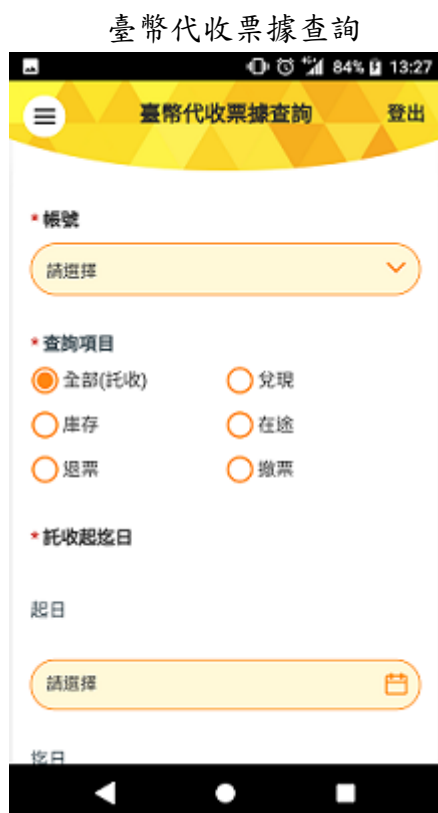 臺幣代收票據查詢
84% 13:27
臺幣代收票據查詢 登出
*帳號
請選擇
*查詢項目
全部(託收) 兌現
庫存 在途
退票 撤票
*託收起迄日
起日
請選擇
迄日